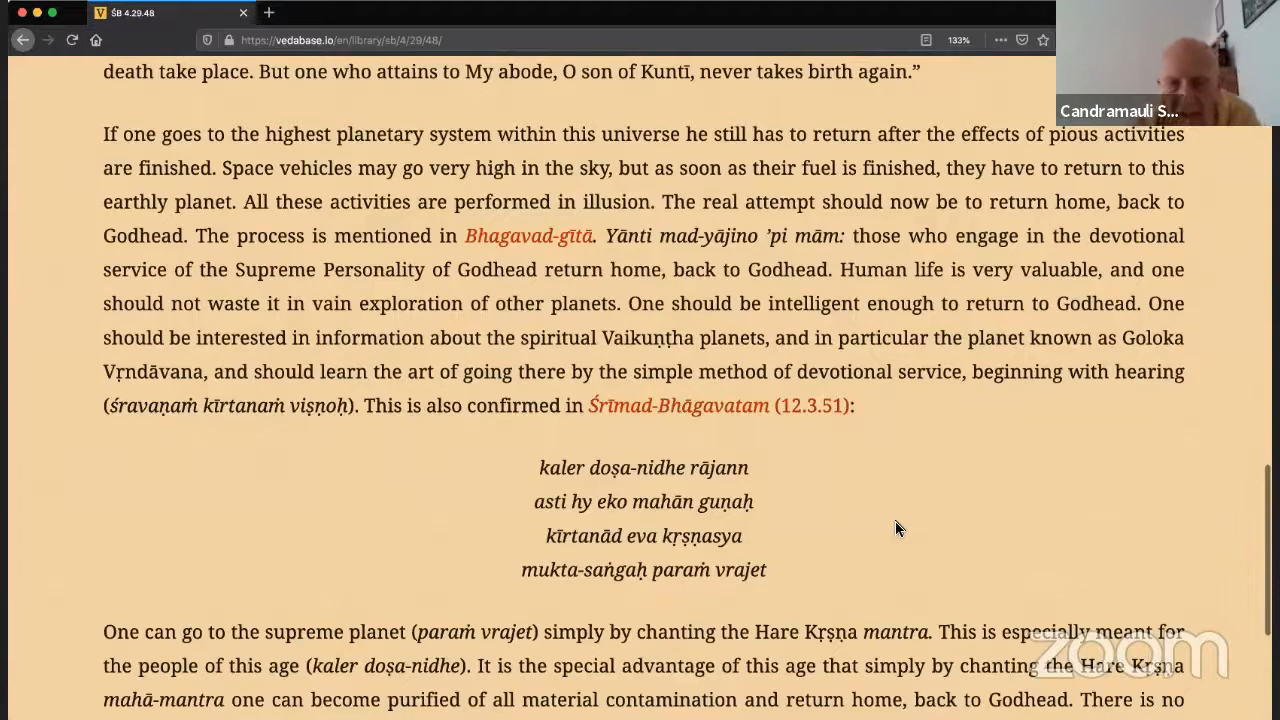 ŚB 4.29.48
https://vedabase.io/en/library/sb/4/29/48/
133%
Candramauli S...
death take place. But one who attains to My abode, O son of Kuntī, never takes birth again.”
If one goes to the highest planetary system within this universe he still has to return after the effects of pious activities
are finished. Space vehicles may go very high in the sky, but as soon as their fuel is finished, they have to return to this
earthly planet. All these activities are performed in illusion. The real attempt should now be to return home, back to
Godhead. The process is mentioned in Bhagavad-gītā. Yānti mad-yājino ’pi mām: those who engage in the devotional
service of the Supreme Personality of Godhead return home, back to Godhead. Human life is very valuable, and one
should not waste it in vain exploration of other planets. One should be intelligent enough to return to Godhead. One
should be interested in information about the spiritual Vaikuṇṭha planets, and in particular the planet known as Goloka
Vṛndāvana, and should learn the art of going there by the simple method of devotional service, beginning with hearing
(śravaṇaṁ kīrtanaṁ viṣṇoḥ). This is also confirmed in Śrīmad-Bhāgavatam (12.3.51):
kaler doṣa-nidhe rājann
asti hy eko mahān guṇaḥ
kīrtanād eva kṛṣṇasya
mukta-saṅgaḥ paraṁ vrajet
One can go to the supreme planet (paraṁ vrajet) simply by chanting the Hare Kṛṣṇa mantra. This is especially meant for
the people of this age (kaler doṣa-nidhe). It is the special advantage of this age that simply by chanting the Hare Kṛṣṇa
mahā-mantra one can become purified of all material contamination and return home, back to Godhead. There is no
zoom